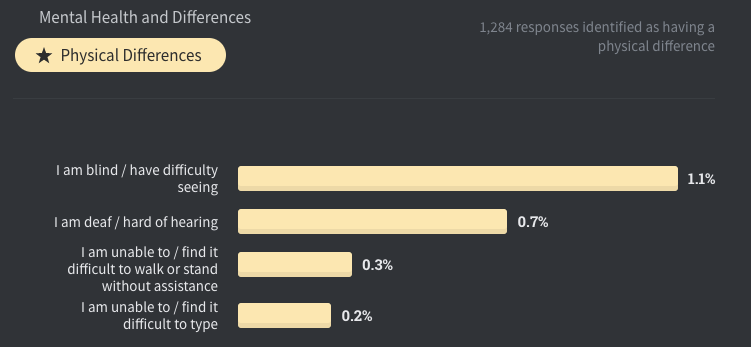 Mental Health and Differences
1,284 responses identified as having a
physical difference
★ Physical Differences
I am blind / have difficulty
seeing
1.1%
I am deaf / hard of hearing
0.7%
I am unable to / find it
difficult to walk or stand
without assistance
0.3%
I am unable to / find it
difficult to type
0.2%